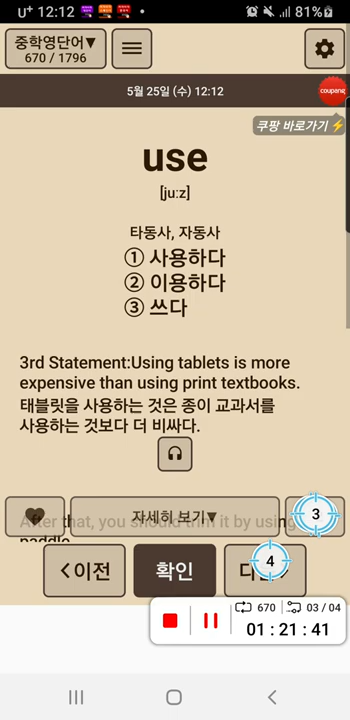 U⁺ 12:12 81%
중학영단어▼
670 / 1796
5월 25일 (수) 12:12
coupang
쿠팡 바로가기⚡
use
[ju:z]
타동사, 자동사
① 사용하다
② 이용하다
③ 쓰다
3rd Statement:Using tablets is more
expensive than using print textbooks.
태블릿을 사용하는 것은 종이 교과서를
사용하는 것보다 더 비싸다.
After that, you should trim it by using
자세히 보기▼
3
paddle
<이전
확인
4
670 03 / 04
01 : 21 : 41